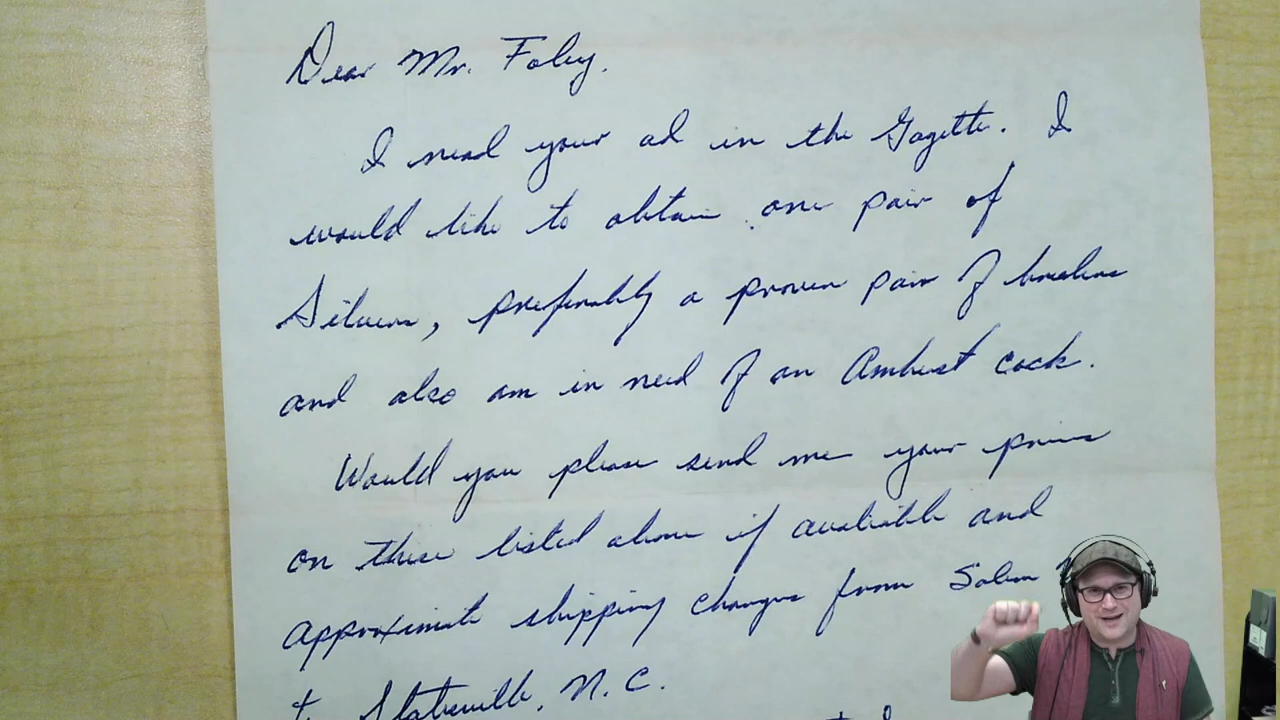 Dear Mr. Foley,
I read your ad in the Gazette. I
would like to obtain one pair of
Silvers, preferably a proven pair of breeders
and also am in need of an Amherst cock.
Would you please send me your prices
on these listed above if available and
approximate shipping charges from Salem
to Statesville, N.C.